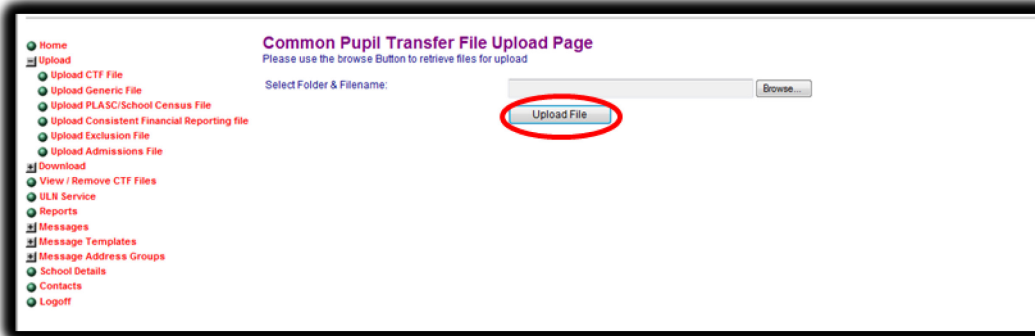 Common Pupil Transfer File Upload Page
Please use the browse Button to retrieve files for upload
Select Folder & Filename:
Browse...
Upload File
Home
Upload
Upload CTF File
Upload Generic File
Upload PLASC/School Census File
Upload Consistent Financial Reporting file
Upload Exclusion File
Upload Admissions File
Download
View / Remove CTF Files
ULN Service
Reports
Messages
Message Templates
Message Address Groups
School Details
Contacts
Logoff